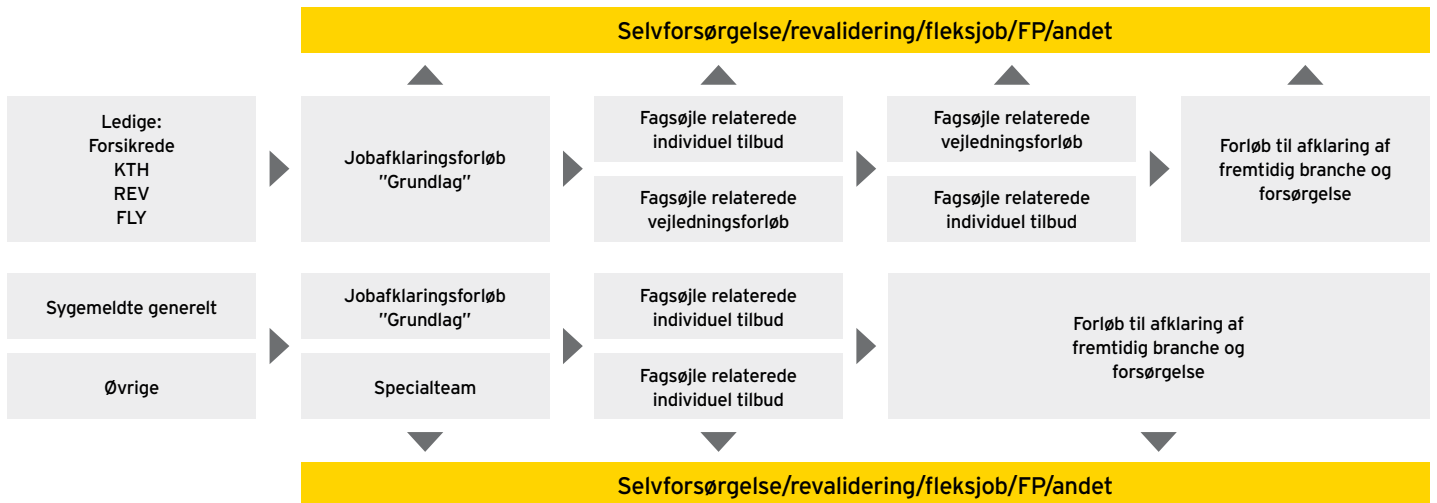 Selvforsørgelse/revalidering/fleksjob/FP/andet
Ledige:
Forsikrede
KTH
REV
FLY
Jobafklaringsforløb
"Grundlag"
Fagsøjle relaterede
individuel tilbud
Fagsøjle relaterede
vejledningsforløb
Fagsøjle relaterede
vejledningsforløb
Fagsøjle relaterede
individuel tilbud
Forløb til afklaring af
fremtidig branche og
forsørgelse
Sygemeldte generelt
Øvrige
Jobafklaringsforløb
"Grundlag"
Specialteam
Fagsøjle relaterede
individuel tilbud
Fagsøjle relaterede
individuel tilbud
Forløb til afklaring af
fremtidig branche og
forsørgelse
Selvforsørgelse/revalidering/fleksjob/FP/andet